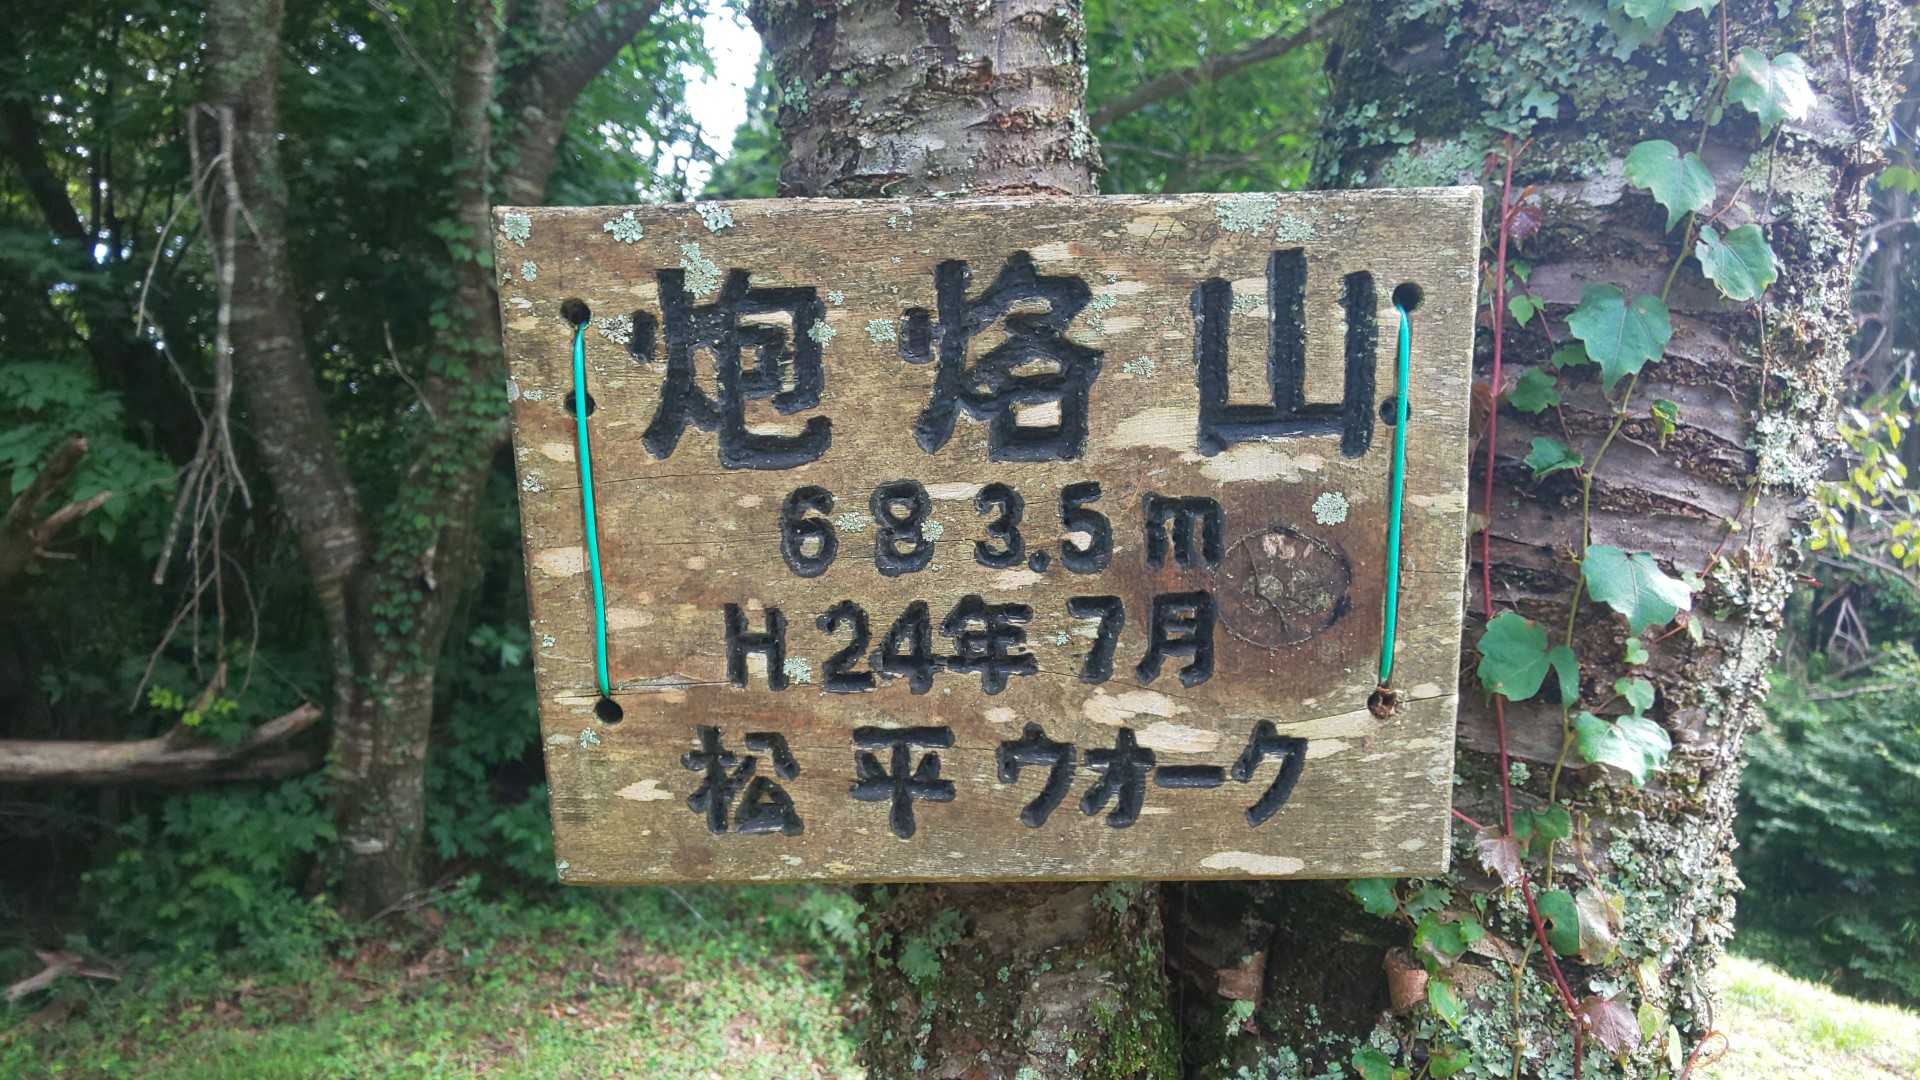 炮烙山
683.5m
H24年7月
松平ウオーク